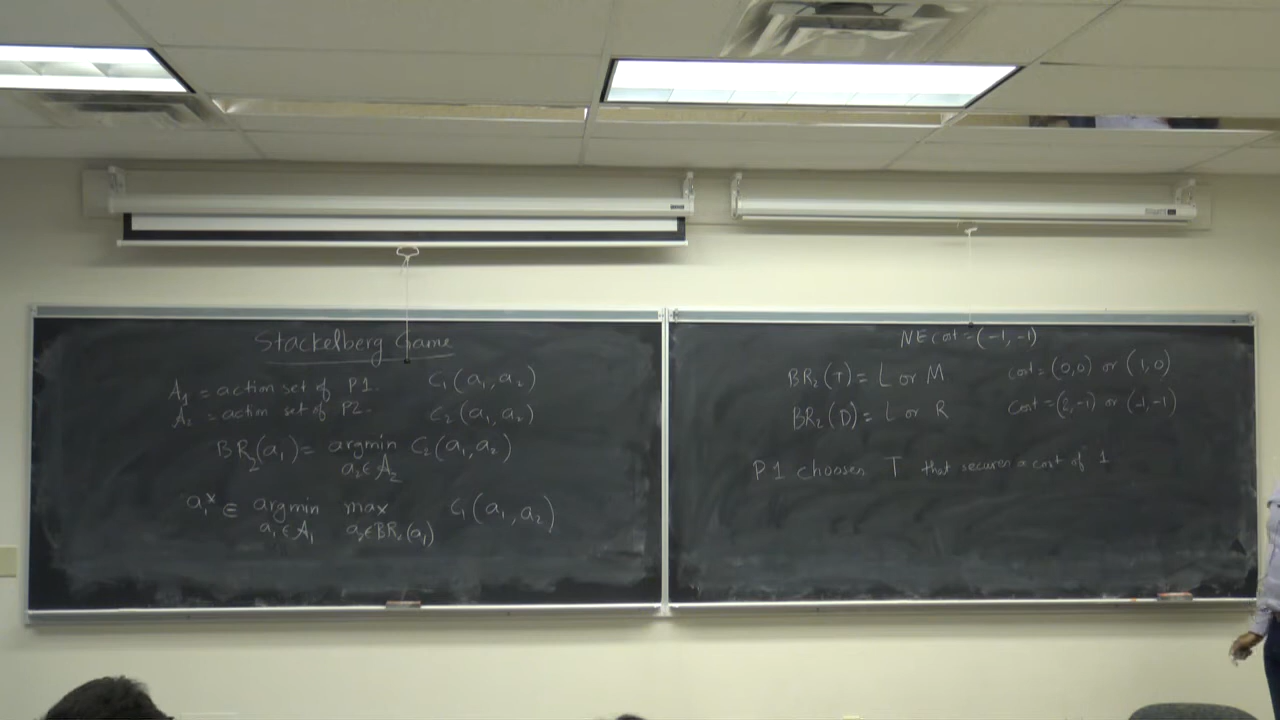 Stackelberg Game
A₁ = action set of P1. C₁(a₁, a₂)
A₂ = action set of P2. C₂(a₁, a₂)
BR₂(a₁) = argmin C₂(a₁, a₂)
a₂ ∈ A₂
a₁* ∈ argmin max C₁(a₁, a₂)
a₁ ∈ A₁ a₂ ∈ BR₂(a₁)
NE cost = (-1, -1)
BR₂(T) = L or M cost = (0,0) or (1,0)
BR₂(D) = L or R cost = (2,-1) or (-1,-1)
P1 chooses T that secures a cost of 1